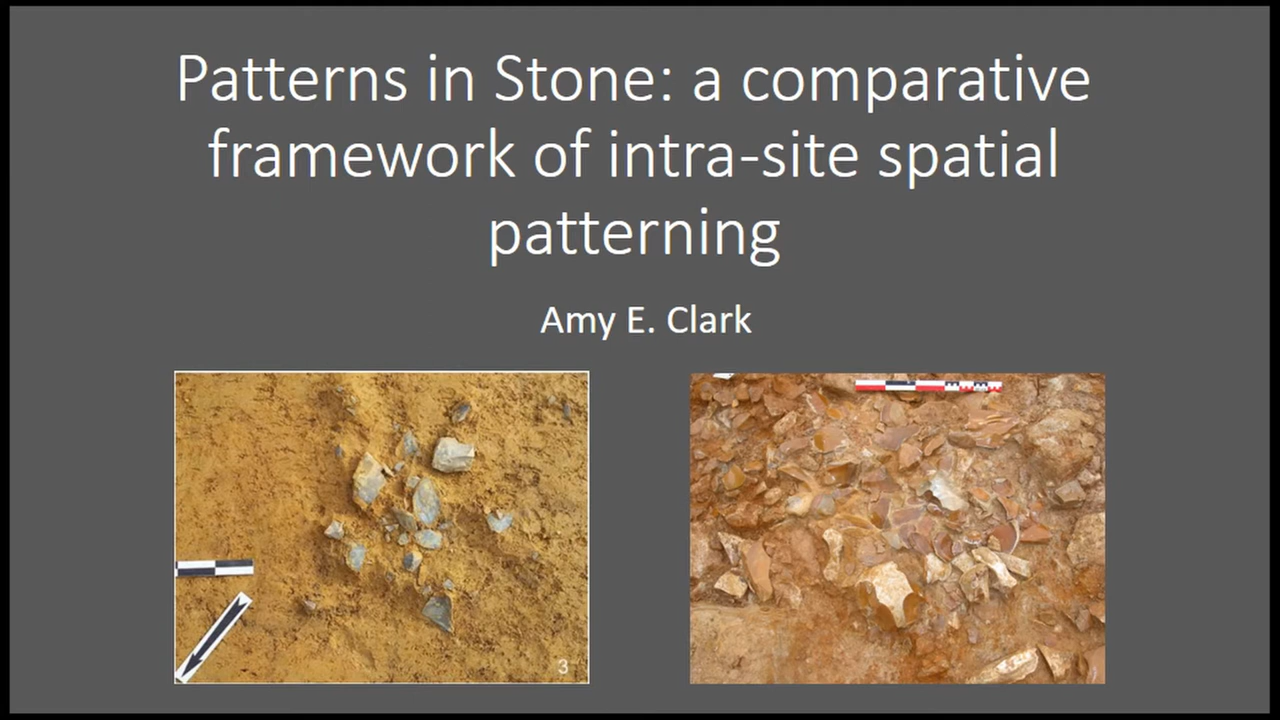 Patterns in Stone: a comparative
framework of intra-site spatial
patterning
Amy E. Clark
3